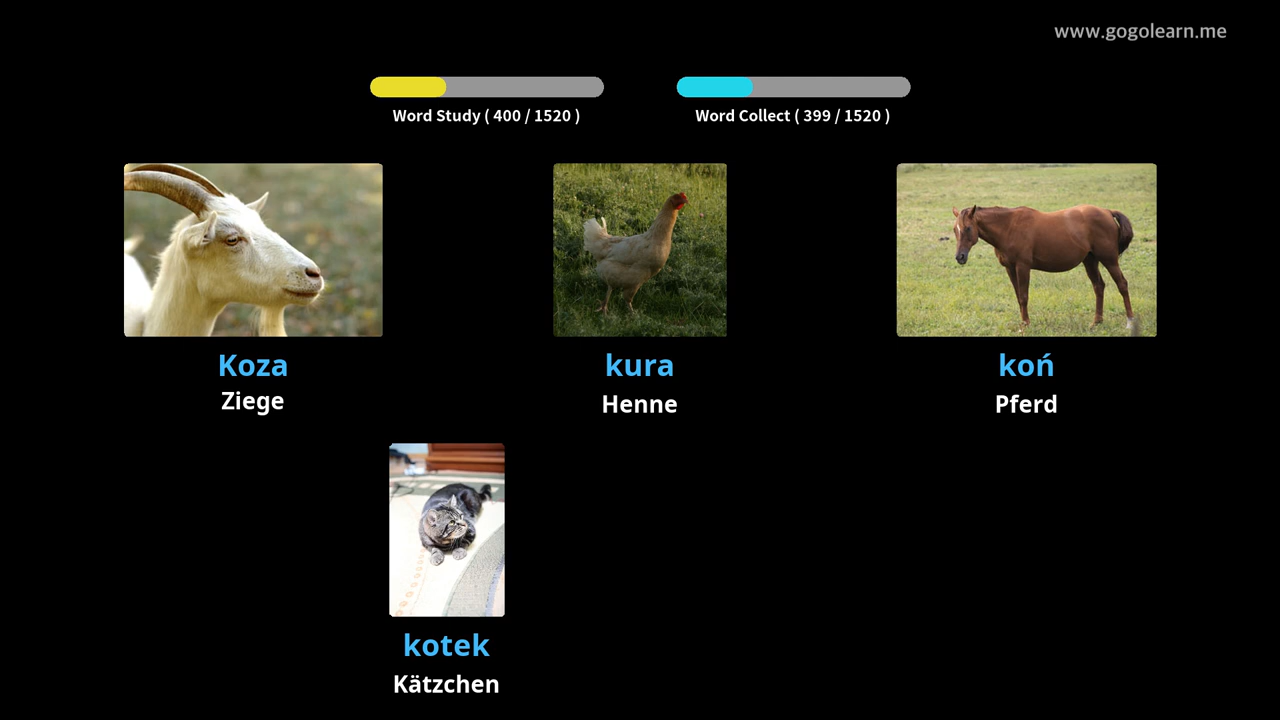 www.gogolearn.me
Word Study ( 400 / 1520 )
Word Collect ( 399 / 1520 )
Koza
Ziege
kura
Henne
koń
Pferd
kotek
Kätzchen